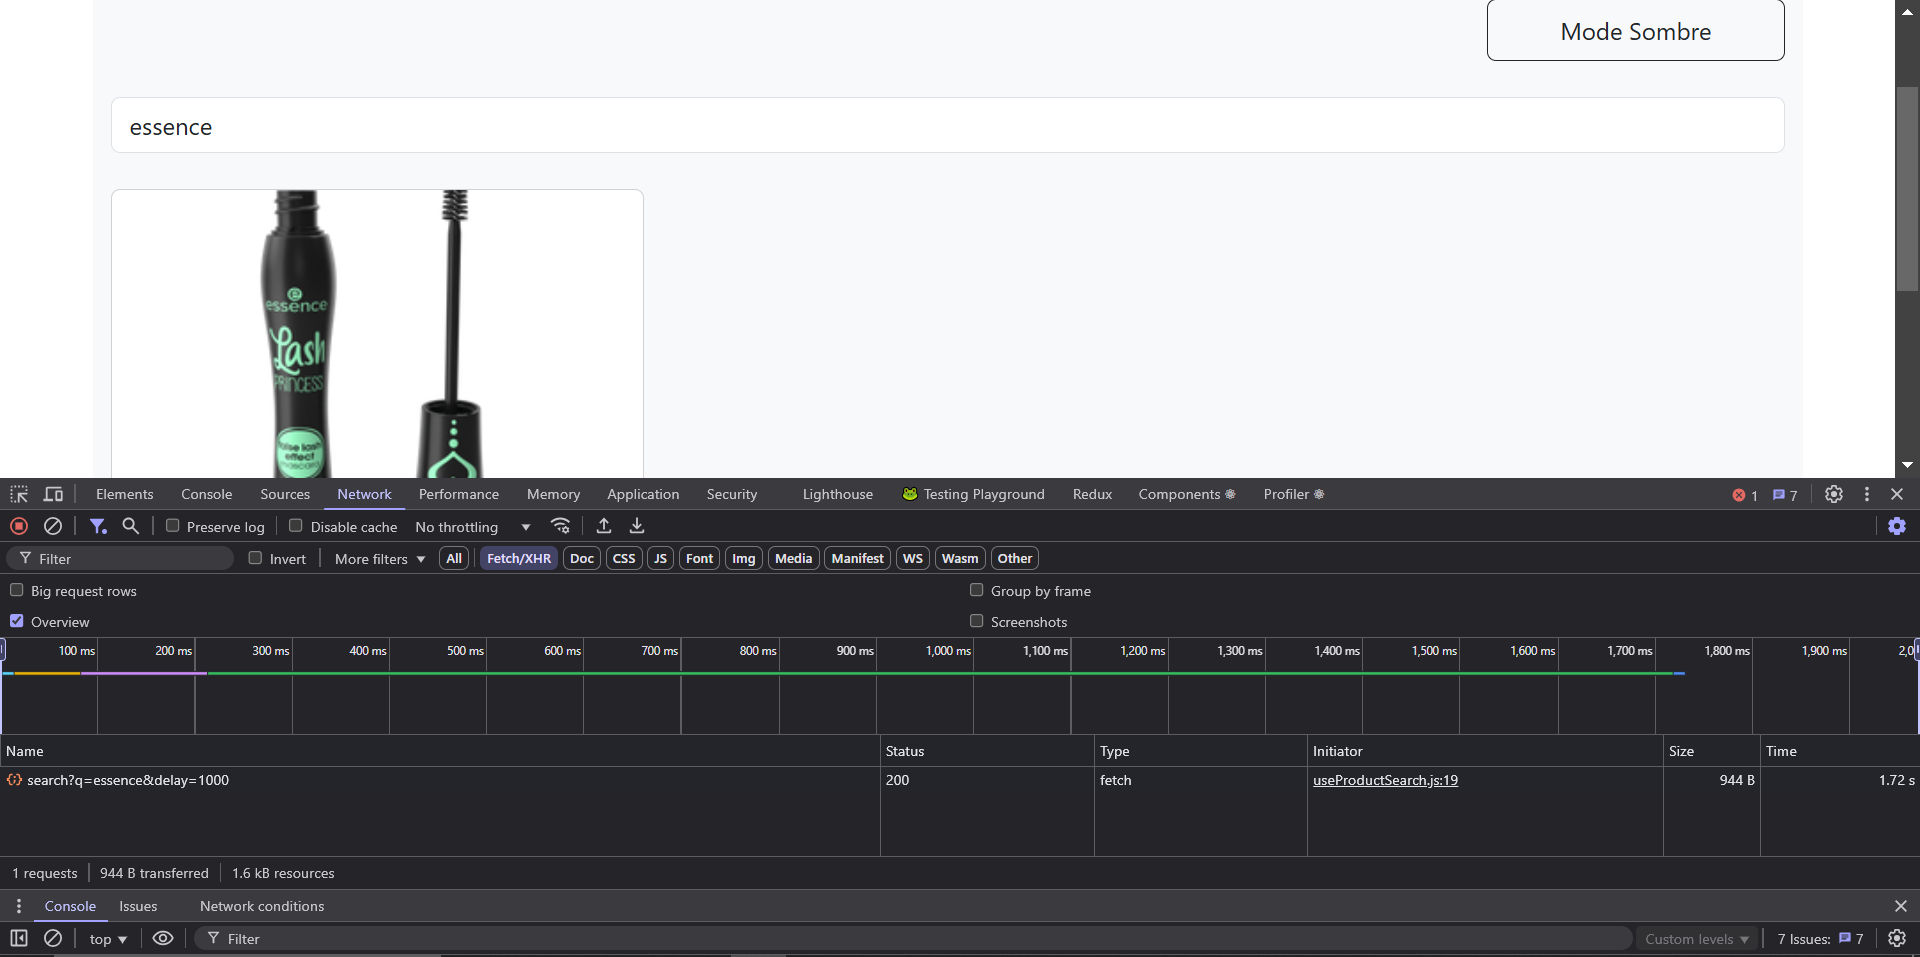 Mode Sombre
essence
essence
Lash
PRINCESS
false lash
effect
mascara
Elements Console Sources Network Performance Memory Application Security Lighthouse Testing Playground Redux Components Profiler 1 7
Preserve log Disable cache No throttling
Filter Invert More filters All Fetch/XHR Doc CSS JS Font Img Media Manifest WS Wasm Other
Big request rows Group by frame
Overview Screenshots
100 ms 200 ms 300 ms 400 ms 500 ms 600 ms 700 ms 800 ms 900 ms 1,000 ms 1,100 ms 1,200 ms 1,300 ms 1,400 ms 1,500 ms 1,600 ms 1,700 ms 1,800 ms 1,900 ms 2,0
Name Status Type Initiator Size Time
search?q=essence&delay=1000 200 fetch useProductSearch.js:19 944 B 1.72 s
1 requests 944 B transferred 1.6 kB resources
Console Issues Network conditions
top Filter Custom levels 7 Issues: 7